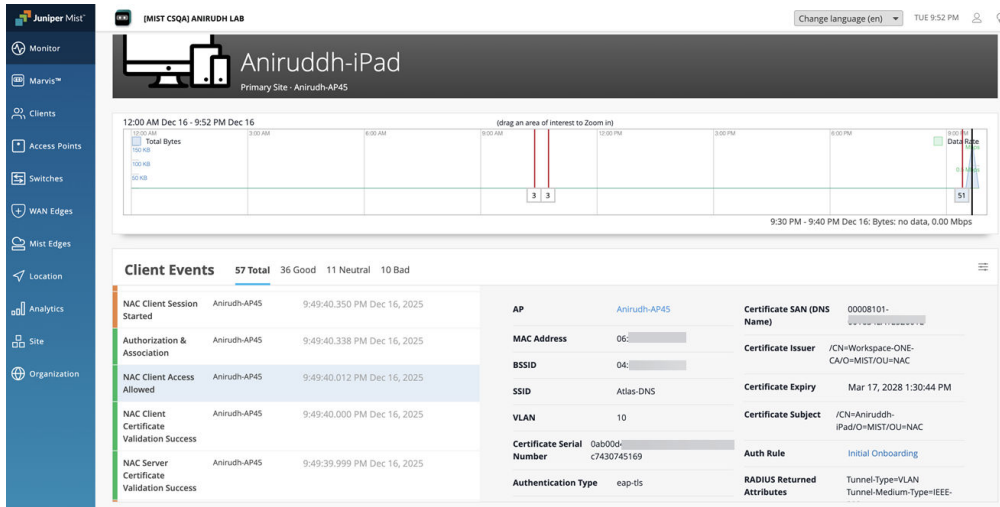 Juniper Mist™
[MIST CSQA] ANIRUDH LAB
Change language (en)
TUE 9:52 PM
Monitor
Marvis™
Clients
Access Points
Switches
WAN Edges
Mist Edges
Location
Analytics
Site
Organization
Aniruddh-iPad
Primary Site · Anirudh-AP45
12:00 AM Dec 16 - 9:52 PM Dec 16
(drag an area of interest to Zoom in)
12:00 AM
3:00 AM
6:00 AM
9:00 AM
12:00 PM
3:00 PM
6:00 PM
9:00 PM
Total Bytes
Data Rate
150 KB
100 KB
50 KB
Mbps
3
3
51
9:30 PM - 9:40 PM Dec 16: Bytes: no data, 0.00 Mbps
Client Events
57 Total
36 Good
11 Neutral
10 Bad
NAC Client Session Anirudh-AP45 9:49:40.350 PM Dec 16, 2025
Started
Authorization & Anirudh-AP45 9:49:40.338 PM Dec 16, 2025
Association
NAC Client Access Anirudh-AP45 9:49:40.012 PM Dec 16, 2025
Allowed
NAC Client Anirudh-AP45 9:49:40.000 PM Dec 16, 2025
Certificate
Validation Success
NAC Server Anirudh-AP45 9:49:39.999 PM Dec 16, 2025
Certificate
Validation Success
AP Anirudh-AP45
MAC Address 06:
BSSID 04:
SSID Atlas-DNS
VLAN 10
Certificate Serial 0ab00d
Number c7430745169
Authentication Type eap-tls
Certificate SAN (DNS 00008101-
Name)
Certificate Issuer /CN=Workspace-ONE-
CA/O=MIST/OU=NAC
Certificate Expiry Mar 17, 2028 1:30:44 PM
Certificate Subject /CN=Aniruddh-
iPad/O=MIST/OU=NAC
Auth Rule Initial Onboarding
RADIUS Returned Tunnel-Type=VLAN
Attributes Tunnel-Medium-Type=IEEE-